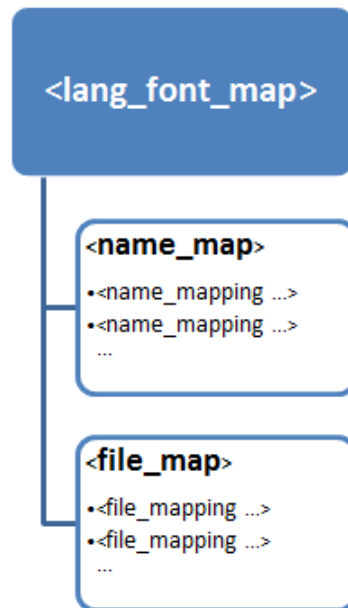 <lang_font_map>
<name_map>
•<name_mapping ...>
•<name_mapping ...>
...
<file_map>
•<file_mapping ...>
•<file_mapping ...>
...